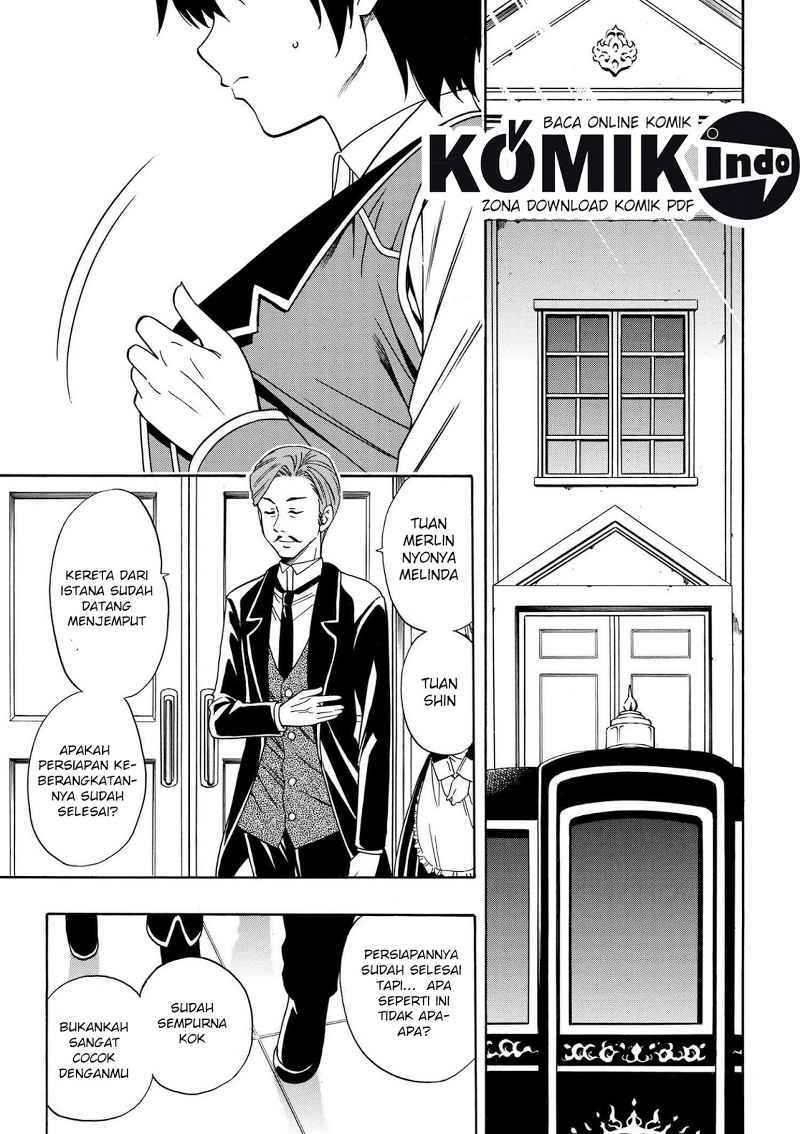 BACA ONLINE KOMIK
KOMIK indo
ZONA DOWNLOAD KOMIK PDF
TUAN
MERLIN
NYONYA
MELINDA
TUAN
SHIN
KERETA DARI
ISTANA SUDAH
DATANG
MENJEMPUT
APAKAH
PERSIAPAN KE-
BERANGKATAN-
NYA SUDAH
SELESAI?
PERSIAPANNYA
SUDAH SELESAI
TAPI... APA
SEPERTI INI
TIDAK APA-
APA?
SUDAH
SEMPURNA
KOK
BUKANKAH
SANGAT
COCOK
DENGANMU